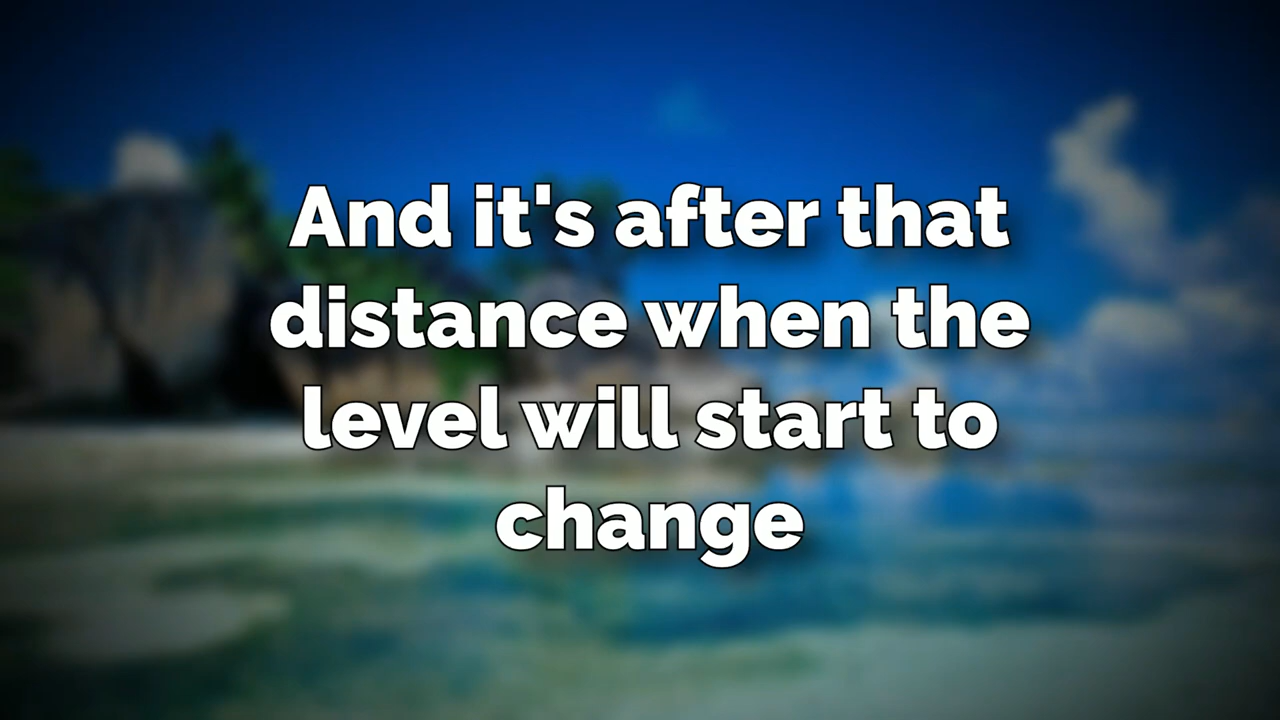 And it's after that
distance when the
level will start to
change